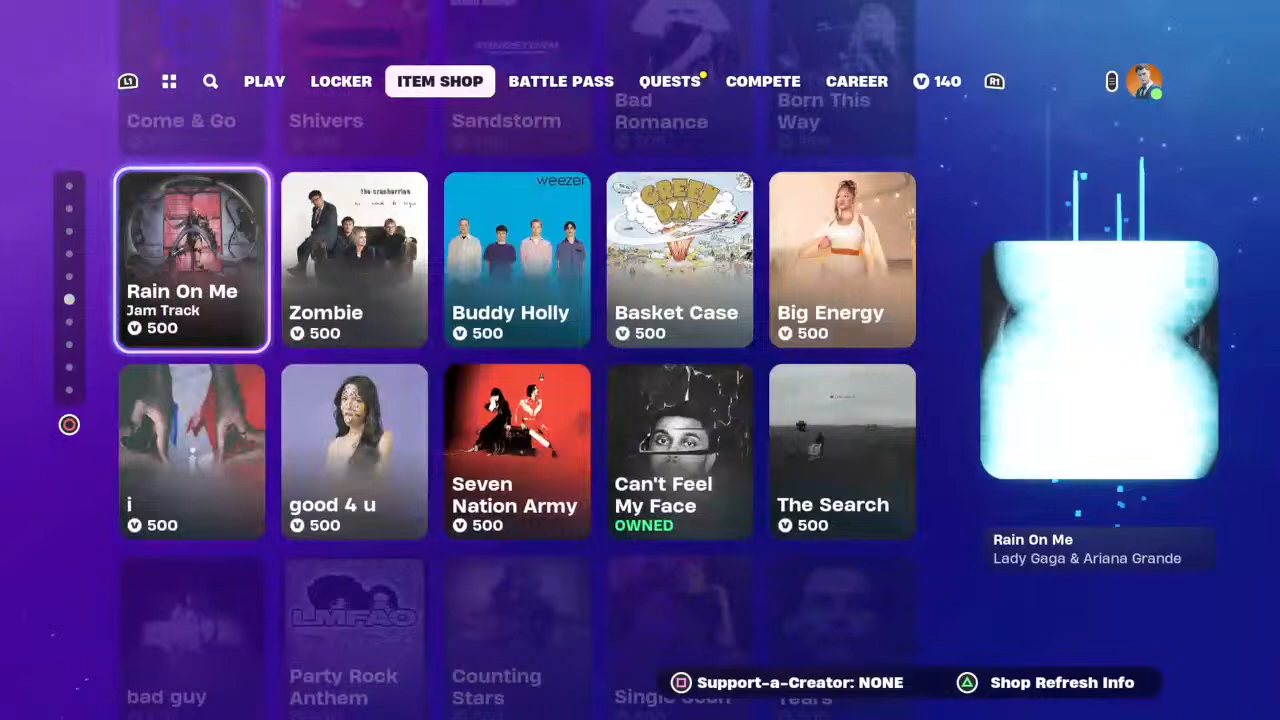 L1
PLAY
LOCKER
ITEM SHOP
BATTLE PASS
QUESTS
COMPETE
CAREER
140
R1
Come & Go
Shivers
Sandstorm
Bad
Romance
Born This
Way
Rain On Me
Jam Track
500
the cranberries
Zombie
500
weezer
Buddy Holly
500
GREEN
DAY
Basket Case
500
Big Energy
500
i
500
good 4 u
500
Seven
Nation Army
500
Can't Feel
My Face
OWNED
The Search
500
Rain On Me
Lady Gaga & Ariana Grande
bad guy
LMFAO
Party Rock
Anthem
Counting
Stars
Support-a-Creator: NONE
Shop Refresh Info